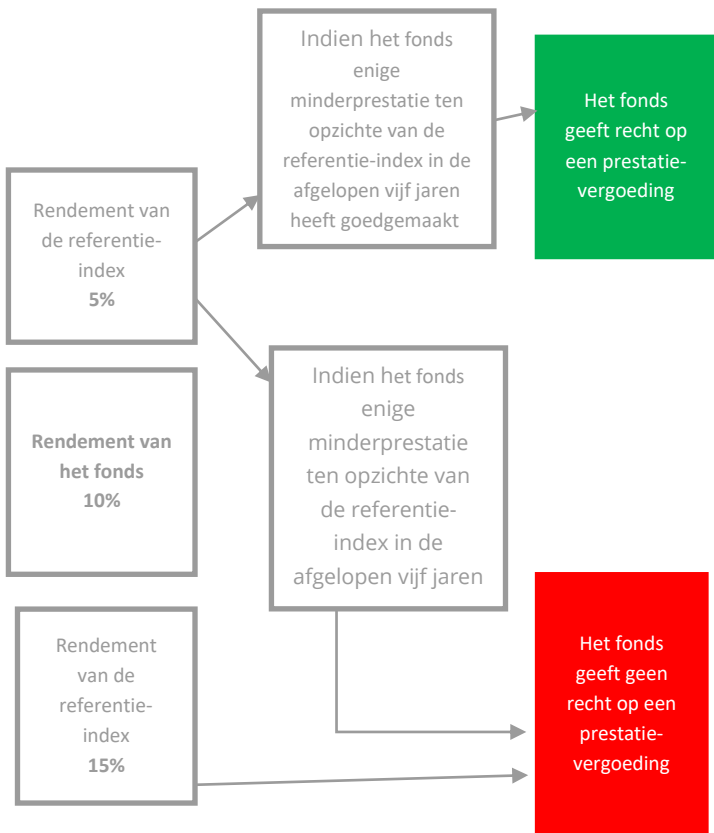 Indien het fonds
enige
minderprestatie ten
opzichte van de
referentie-index in de
afgelopen vijf jaren
heeft goedgemaakt
Het fonds
geeft recht op
een prestatie-
vergoeding
Rendement van
de referentie-
index
5%
Rendement van
het fonds
10%
Indien het fonds
enige
minderprestatie
ten opzichte van
de referentie-
index in de
afgelopen vijf jaren
Rendement
van de
referentie-
index
15%
Het fonds
geeft geen
recht op een
prestatie-
vergoeding